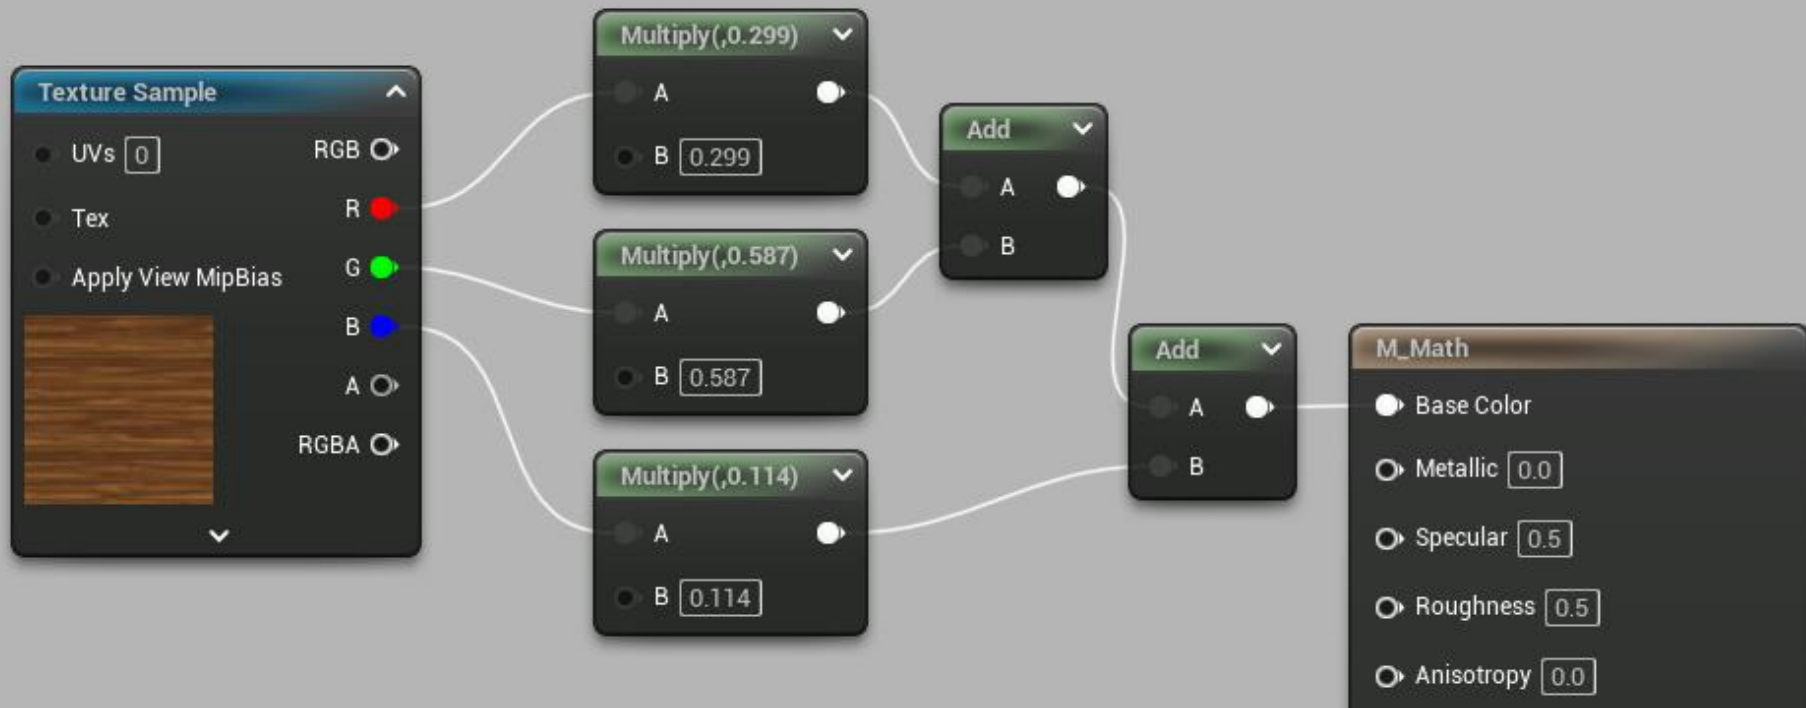 Texture Sample
UVs 0
RGB
R
Tex
G
Apply View MipBias
B
A
RGBA
Multiply(,0.299)
A
B 0.299
Multiply(,0.587)
A
B 0.587
Multiply(,0.114)
A
B 0.114
Add
A
B
Add
A
B
M_Math
Base Color
Metallic 0.0
Specular 0.5
Roughness 0.5
Anisotropy 0.0